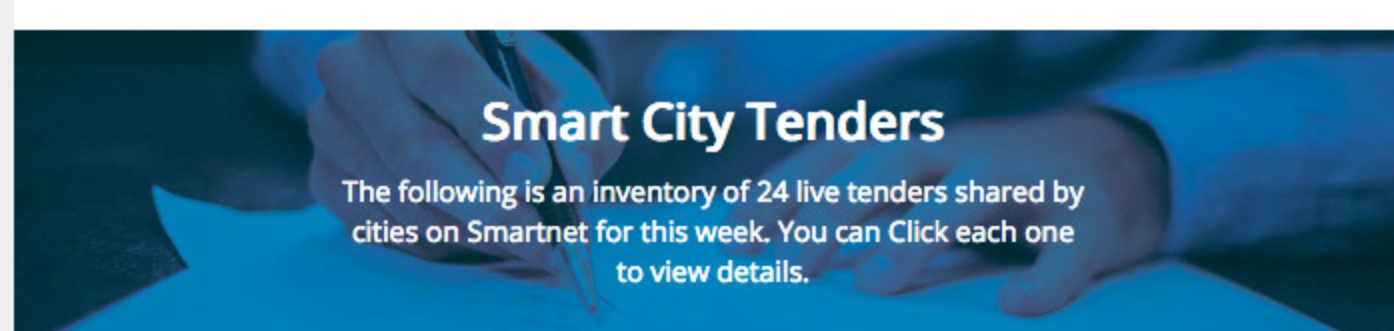 Smart City Tenders
The following is an inventory of 24 live tenders shared by
cities on Smartnet for this week. You can Click each one
to view details.